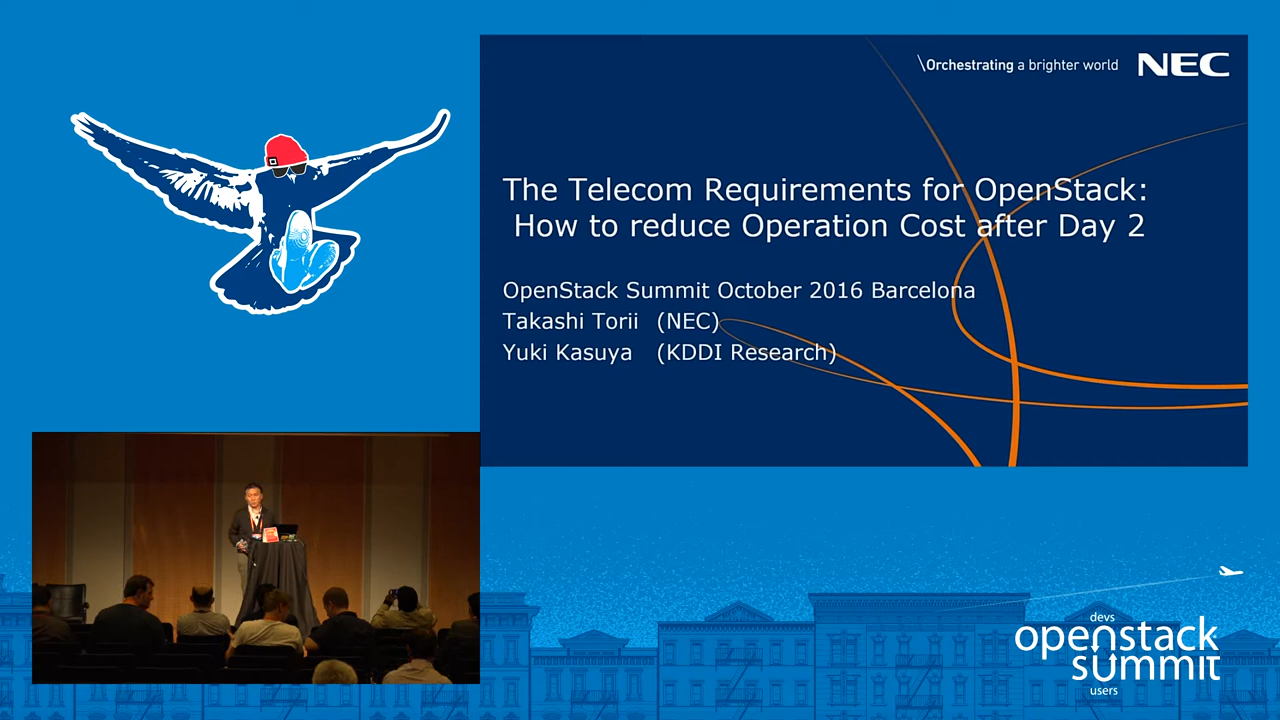 \Orchestrating a brighter world NEC
The Telecom Requirements for OpenStack:
How to reduce Operation Cost after Day 2
OpenStack Summit October 2016 Barcelona
Takashi Torii (NEC)
Yuki Kasuya (KDDI Research)
devs
openstack
summit
users